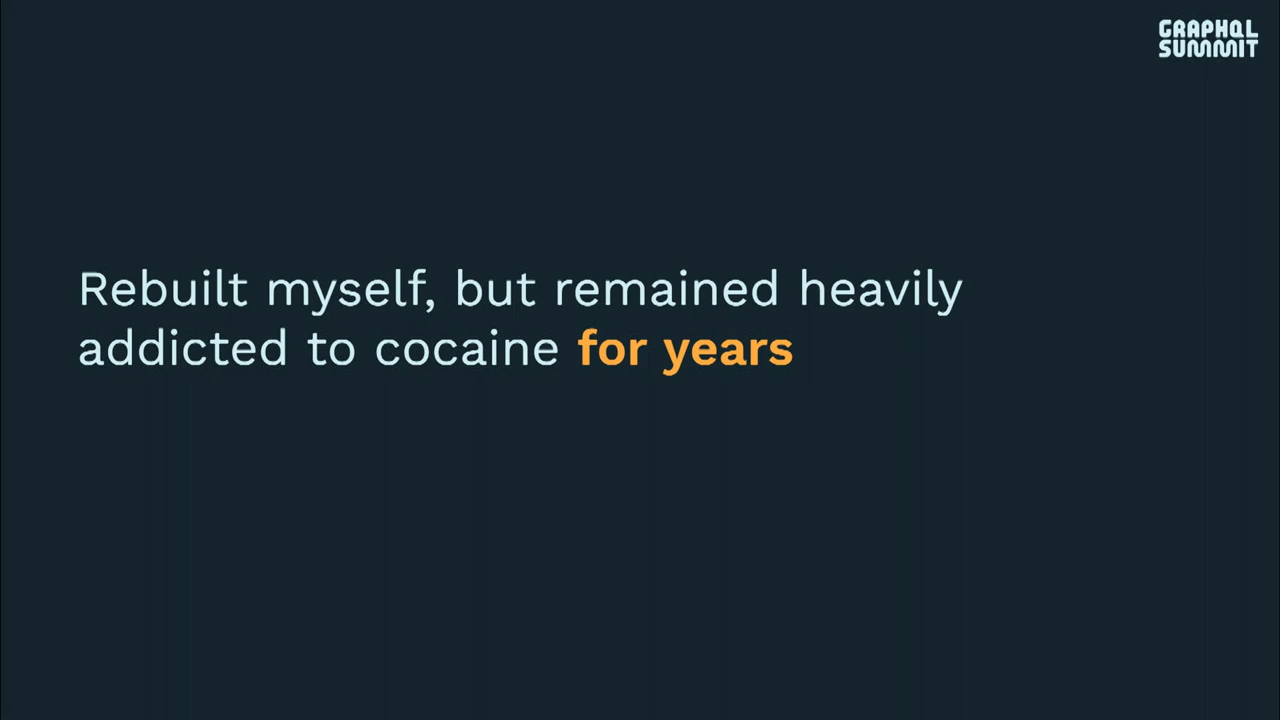 GRAPHQL
SUMMIT
Rebuilt myself, but remained heavily
addicted to cocaine for years